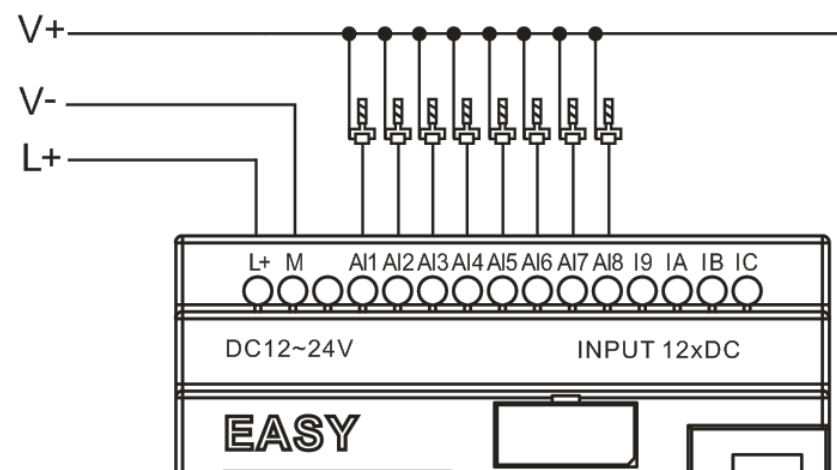 V+
V-
L+
L+ M AI1 AI2 AI3 AI4 AI5 AI6 AI7 AI8 I9 IA IB IC
DC12~24V INPUT 12xDC
EASY